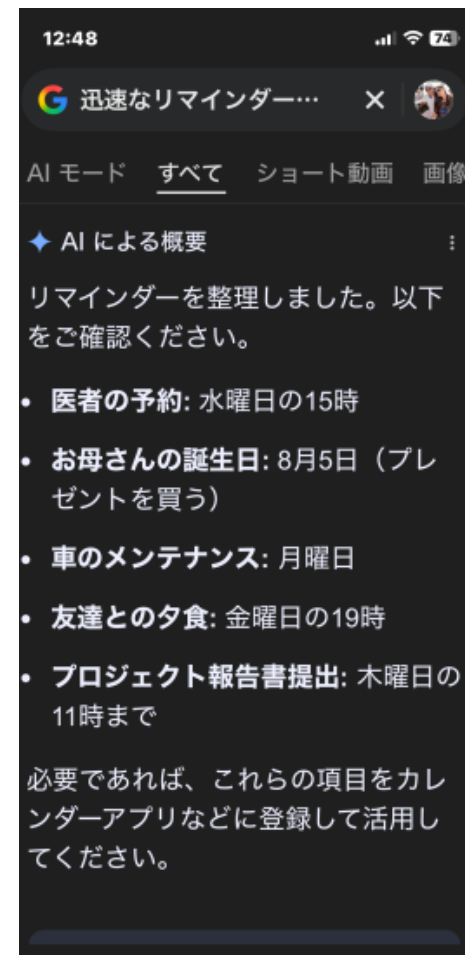 12:48 74
迅速なリマインダー…
AI モード すべて ショート動画 画像
AI による概要
リマインダーを整理しました。以下
をご確認ください。
• 医者の予約: 水曜日の15時
• お母さんの誕生日: 8月5日（プレ
ゼントを買う）
• 車のメンテナンス: 月曜日
• 友達との夕食: 金曜日の19時
• プロジェクト報告書提出: 木曜日の
11時まで
必要であれば、これらの項目をカレ
ンダーアプリなどに登録して活用し
てください。